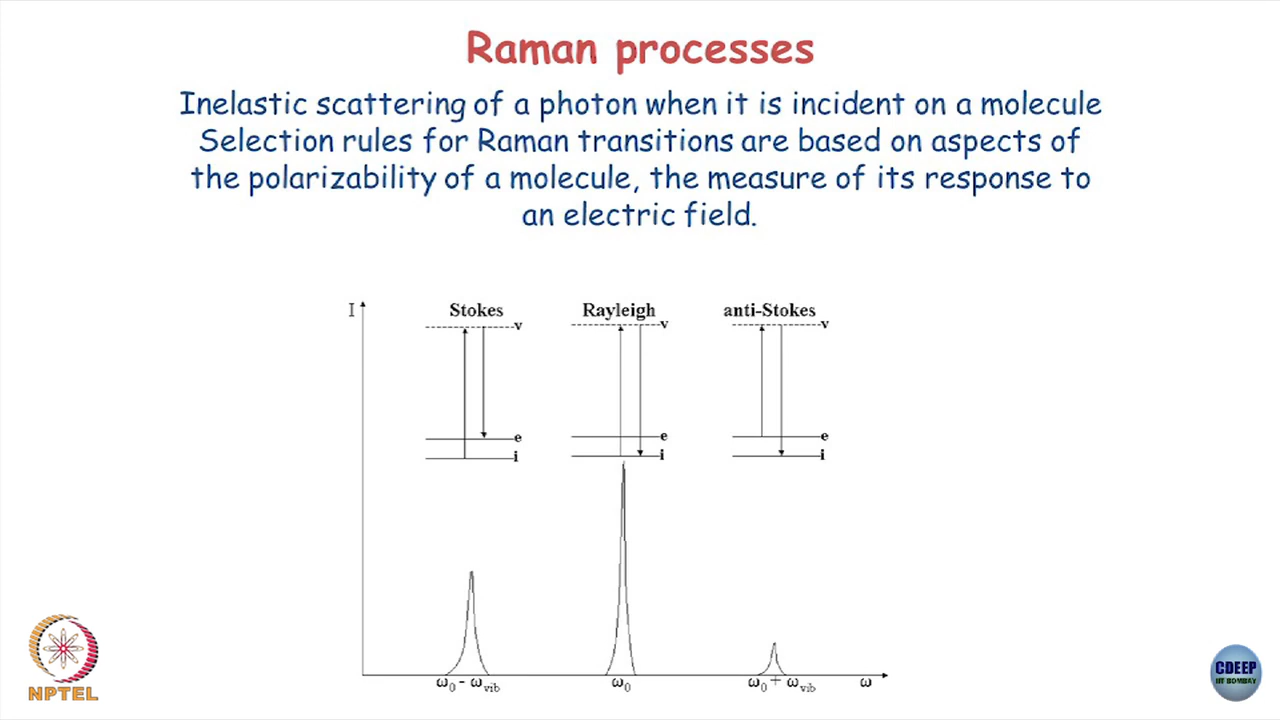 Raman processes
Inelastic scattering of a photon when it is incident on a molecule
Selection rules for Raman transitions are based on aspects of
the polarizability of a molecule, the measure of its response to
an electric field.
I
Stokes
Rayleigh
anti-Stokes
v
v
v
e
e
e
i
i
i
ω₀ - ωvib
ω₀
ω₀ + ωvib
ω
NPTEL
CDEEP
IIT BOMBAY